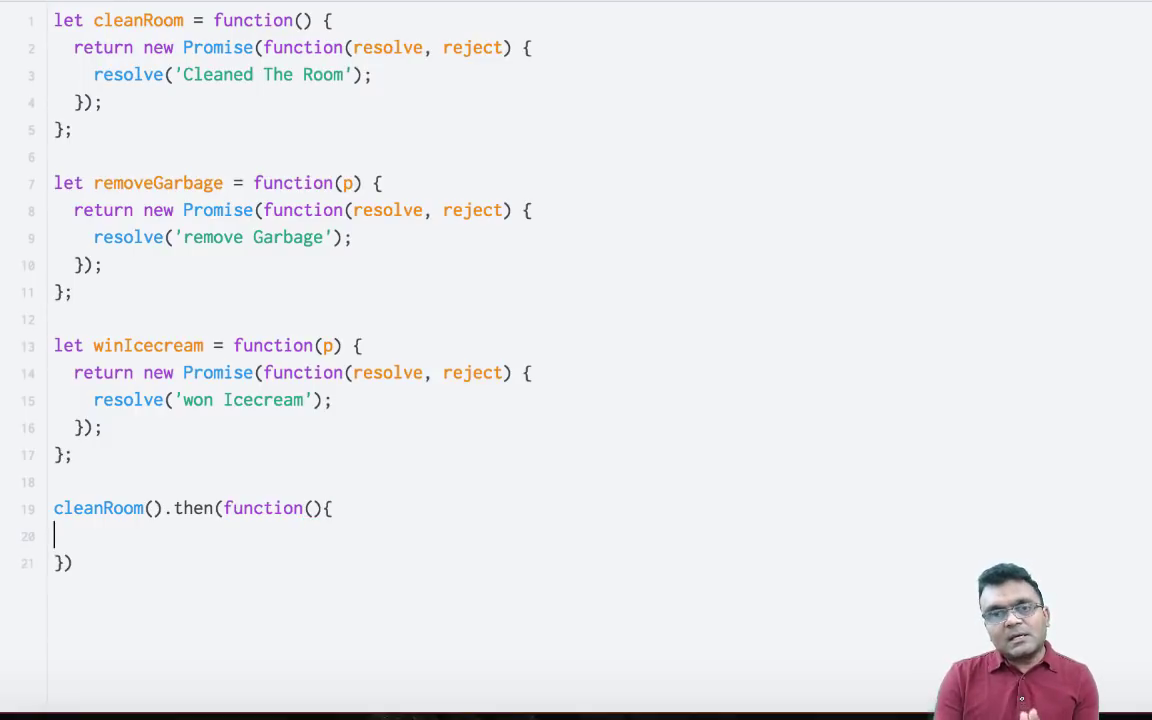 1 let cleanRoom = function() {
2 return new Promise(function(resolve, reject) {
3 resolve('Cleaned The Room');
4 });
5 };
6
7 let removeGarbage = function(p) {
8 return new Promise(function(resolve, reject) {
9 resolve('remove Garbage');
10 });
11 };
12
13 let winIcecream = function(p) {
14 return new Promise(function(resolve, reject) {
15 resolve('won Icecream');
16 });
17 };
18
19 cleanRoom().then(function(){
20
21 })